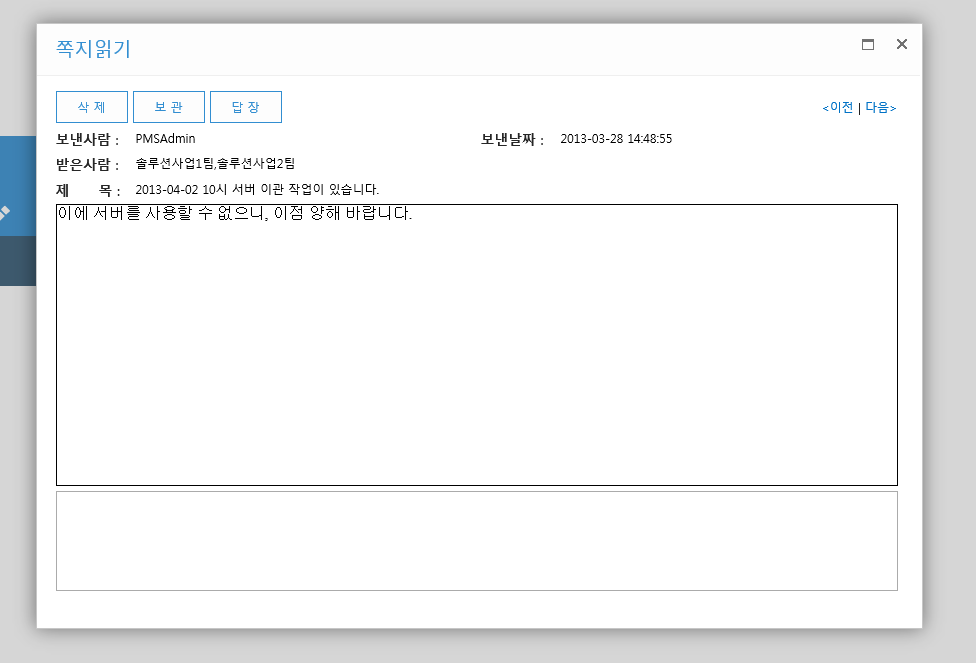 쪽지읽기
삭 제 보 관 답 장 <이전 | 다음>
보낸사람 : PMSAdmin 보낸날짜 : 2013-03-28 14:48:55
받은사람 : 솔루션사업1팀,솔루션사업2팀
제 목 : 2013-04-02 10시 서버 이관 작업이 있습니다.
이에 서버를 사용할 수 없으니, 이점 양해 바랍니다.